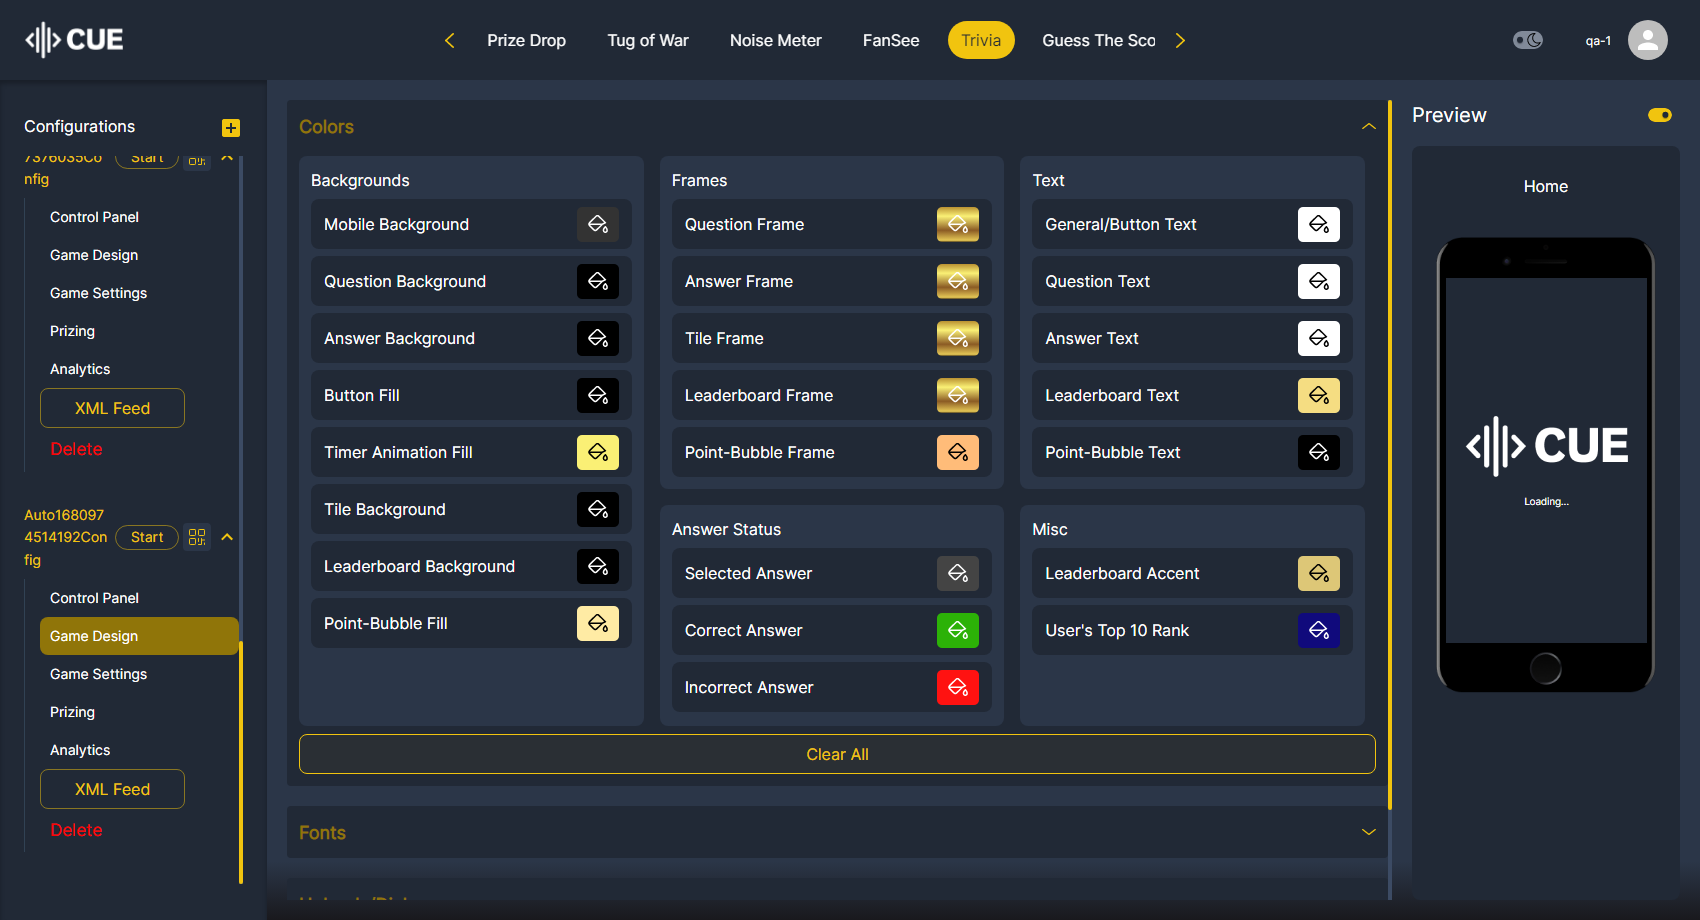 CUE
Prize Drop
Tug of War
Noise Meter
FanSee
Trivia
Guess The Sco
qa-1
Configurations
7376035Co
nfig
Start
Control Panel
Game Design
Game Settings
Prizing
Analytics
XML Feed
Delete
Auto168097
4514192Con
fig
Start
Control Panel
Game Design
Game Settings
Prizing
Analytics
XML Feed
Delete
Colors
Backgrounds
Mobile Background
Question Background
Answer Background
Button Fill
Timer Animation Fill
Tile Background
Leaderboard Background
Point-Bubble Fill
Frames
Question Frame
Answer Frame
Tile Frame
Leaderboard Frame
Point-Bubble Frame
Text
General/Button Text
Question Text
Answer Text
Leaderboard Text
Point-Bubble Text
Answer Status
Selected Answer
Correct Answer
Incorrect Answer
Misc
Leaderboard Accent
User's Top 10 Rank
Clear All
Fonts
Preview
Home
CUE
Loading...